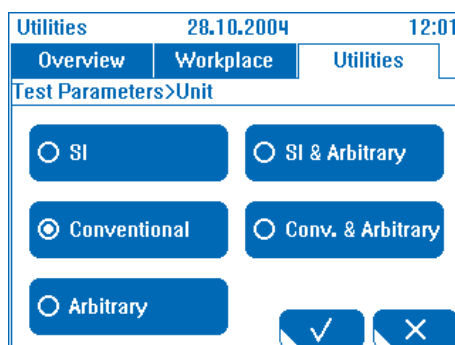 Utilities 28.10.2004 12:01
Overview Workplace Utilities
Test Parameters>Unit
SI SI & Arbitrary
Conventional Conv. & Arbitrary
Arbitrary